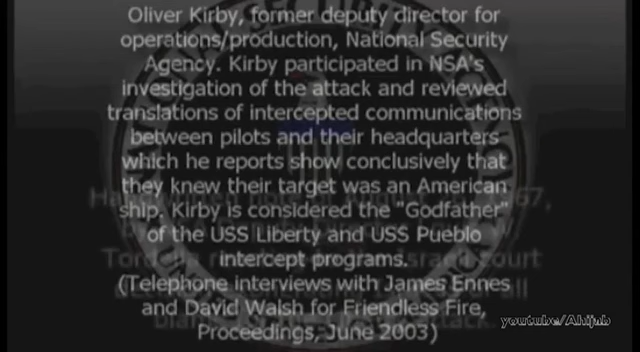 Oliver Kirby, former deputy director for
operations/production, National Security
Agency. Kirby participated in NSA's
investigation of the attack and reviewed
translations of intercepted communications
between pilots and their headquarters
which he reports show conclusively that
they knew their target was an American
ship. Kirby is considered the "Godfather"
of the USS Liberty and USS Pueblo
intercept programs.
(Telephone interviews with James Ennes
and David Walsh for Friendless Fire,
Proceedings, June 2003)
youtube/Ahijab